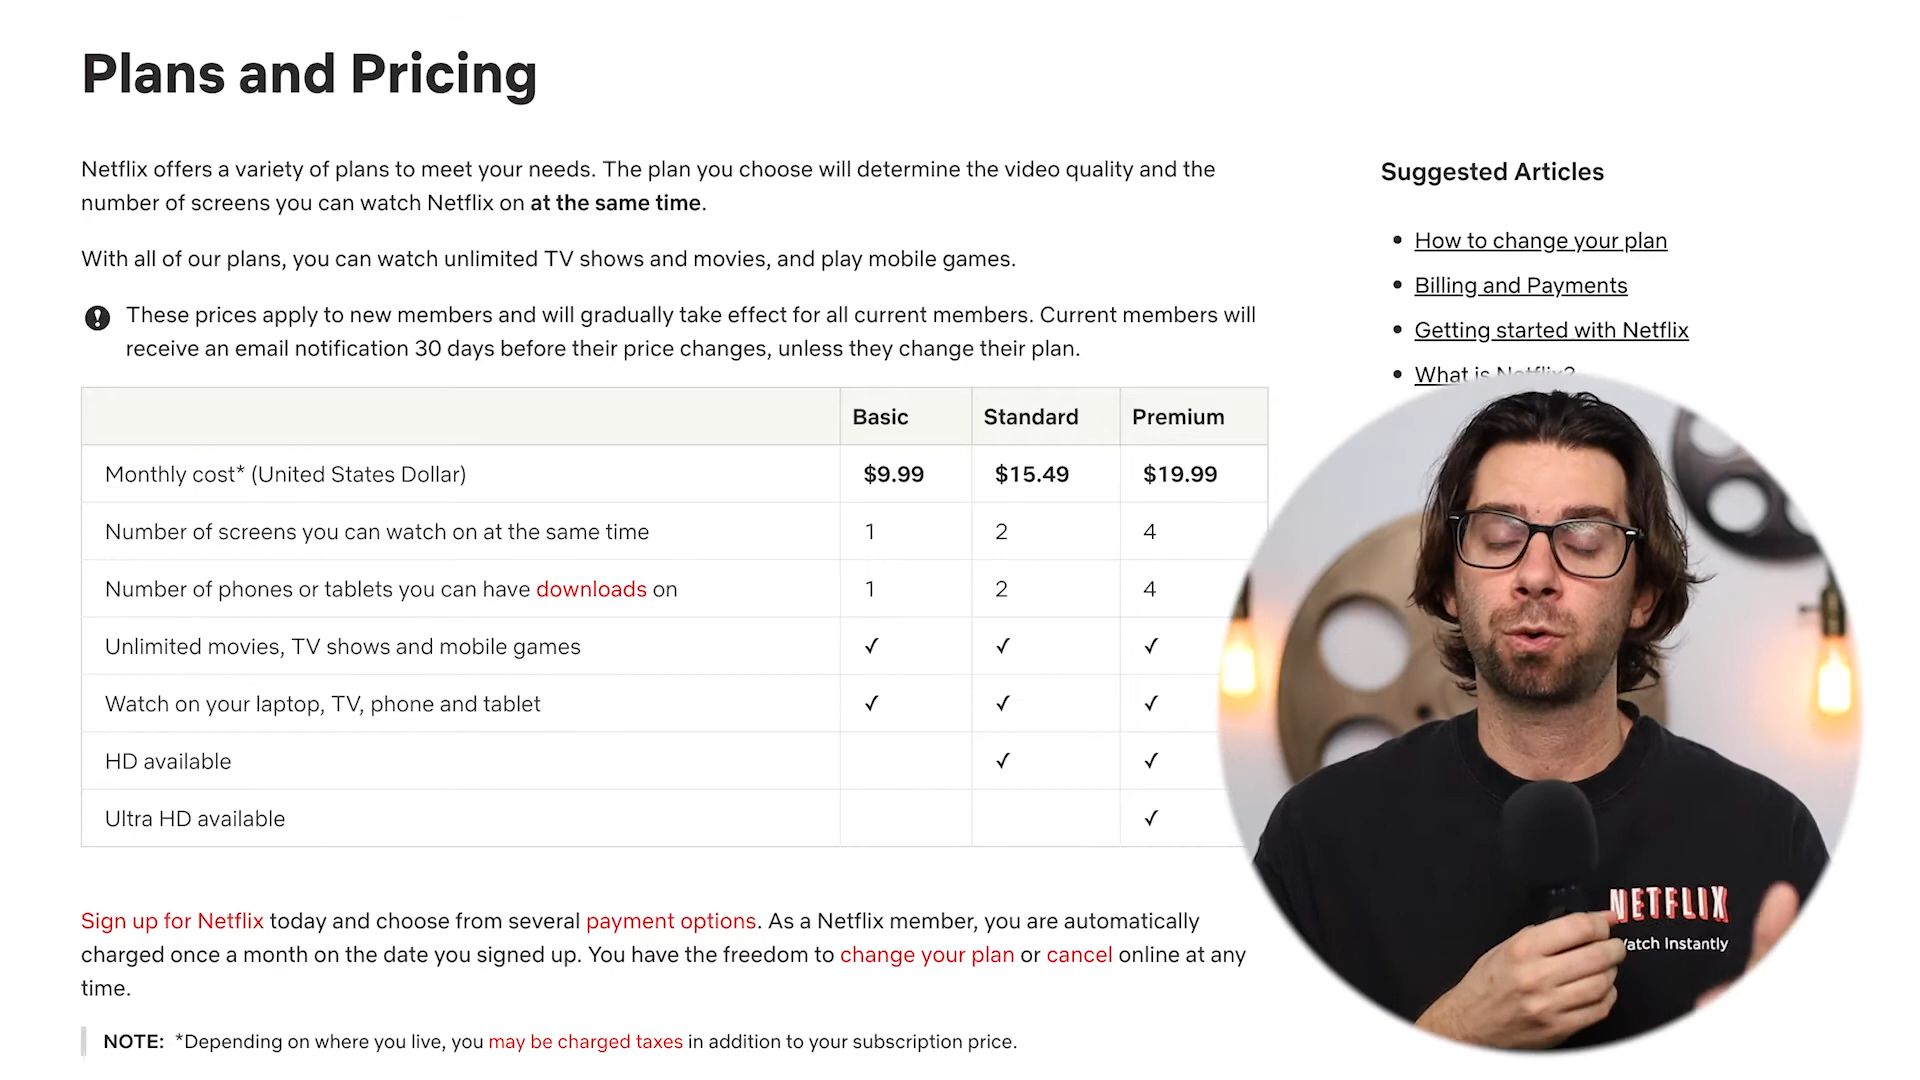 Plans and Pricing
Netflix offers a variety of plans to meet your needs. The plan you choose will determine the video quality and the
number of screens you can watch Netflix on at the same time.
With all of our plans, you can watch unlimited TV shows and movies, and play mobile games.
These prices apply to new members and will gradually take effect for all current members. Current members will
receive an email notification 30 days before their price changes, unless they change their plan.
Basic Standard Premium
Monthly cost* (United States Dollar) $9.99 $15.49 $19.99
Number of screens you can watch on at the same time 1 2 4
Number of phones or tablets you can have downloads on 1 2 4
Unlimited movies, TV shows and mobile games ✓ ✓ ✓
Watch on your laptop, TV, phone and tablet ✓ ✓ ✓
HD available ✓ ✓
Ultra HD available ✓
Sign up for Netflix today and choose from several payment options. As a Netflix member, you are automatically
charged once a month on the date you signed up. You have the freedom to change your plan or cancel online at any
time.
NOTE: *Depending on where you live, you may be charged taxes in addition to your subscription price.
Suggested Articles
• How to change your plan
• Billing and Payments
• Getting started with Netflix
• What is Netflix?
NETFLIX
Instantly